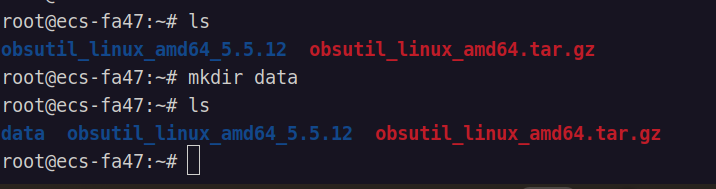 root@ecs-fa47:~# ls
obsutil_linux_amd64_5.5.12  obsutil_linux_amd64.tar.gz
root@ecs-fa47:~# mkdir data
root@ecs-fa47:~# ls
data  obsutil_linux_amd64_5.5.12  obsutil_linux_amd64.tar.gz
root@ecs-fa47:~#